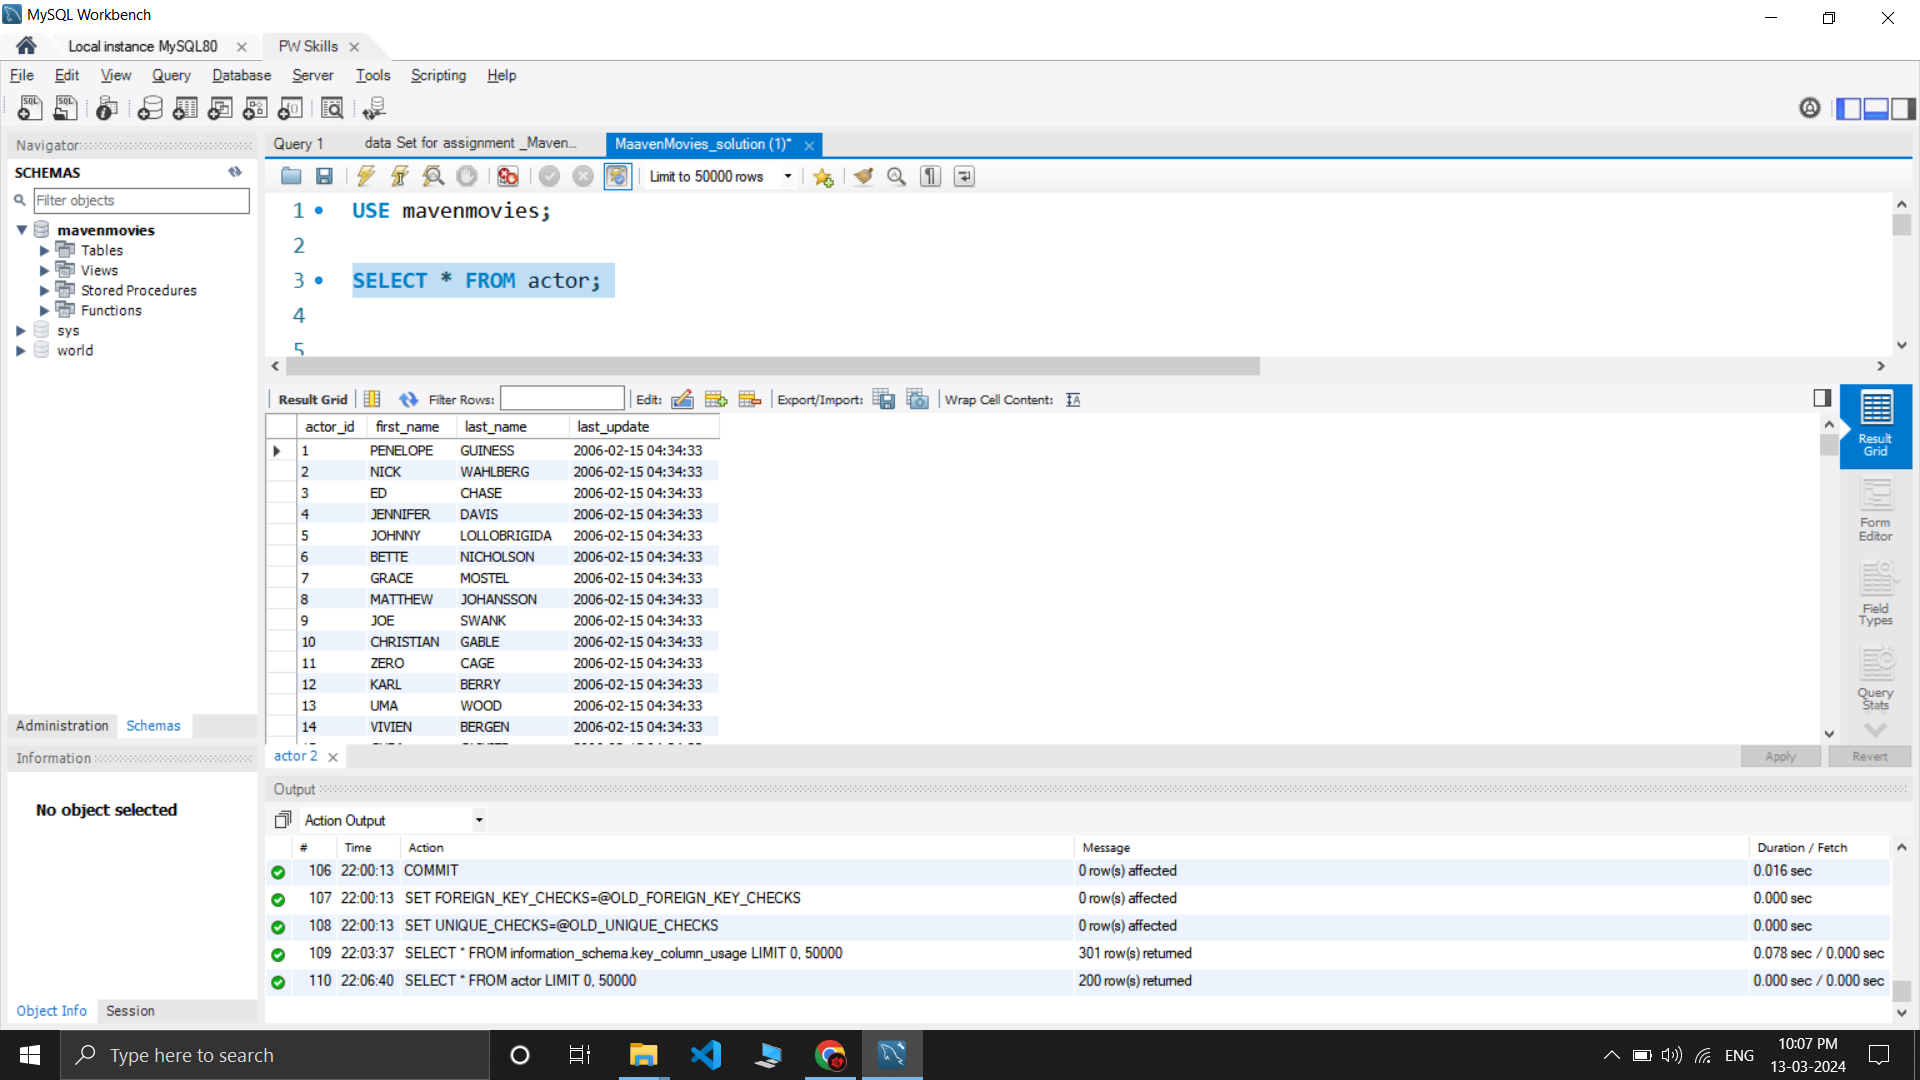 MySQL Workbench
Local instance MySQL80
PW Skills
File Edit View Query Database Server Tools Scripting Help
Navigator
SCHEMAS
Filter objects
mavenmovies
Tables
Views
Stored Procedures
Functions
sys
world
Administration Schemas
Information
No object selected
Object Info Session
Query 1
data Set for assignment _Maven...
MaavenMovies_solution (1)*
Limit to 50000 rows
1 USE mavenmovies;
2
3 SELECT * FROM actor;
4
5
Result Grid Filter Rows: Edit: Export/Import: Wrap Cell Content:
actor_id first_name last_name last_update
1 PENELOPE GUINESS 2006-02-15 04:34:33
2 NICK WAHLBERG 2006-02-15 04:34:33
3 ED CHASE 2006-02-15 04:34:33
4 JENNIFER DAVIS 2006-02-15 04:34:33
5 JOHNNY LOLLOBRIGIDA 2006-02-15 04:34:33
6 BETTE NICHOLSON 2006-02-15 04:34:33
7 GRACE MOSTEL 2006-02-15 04:34:33
8 MATTHEW JOHANSSON 2006-02-15 04:34:33
9 JOE SWANK 2006-02-15 04:34:33
10 CHRISTIAN GABLE 2006-02-15 04:34:33
11 ZERO CAGE 2006-02-15 04:34:33
12 KARL BERRY 2006-02-15 04:34:33
13 UMA WOOD 2006-02-15 04:34:33
14 VIVIEN BERGEN 2006-02-15 04:34:33
Result
Grid
Form
Editor
Field
Types
Query
Stats
actor 2
Apply Revert
Output
Action Output
# Time Action Message Duration / Fetch
106 22:00:13 COMMIT 0 row(s) affected 0.016 sec
107 22:00:13 SET FOREIGN_KEY_CHECKS=@OLD_FOREIGN_KEY_CHECKS 0 row(s) affected 0.000 sec
108 22:00:13 SET UNIQUE_CHECKS=@OLD_UNIQUE_CHECKS 0 row(s) affected 0.000 sec
109 22:03:37 SELECT * FROM information_schema.key_column_usage LIMIT 0, 50000 301 row(s) returned 0.078 sec / 0.000 sec
110 22:06:40 SELECT * FROM actor LIMIT 0, 50000 200 row(s) returned 0.000 sec / 0.000 sec
Type here to search
ENG
10:07 PM
13-03-2024